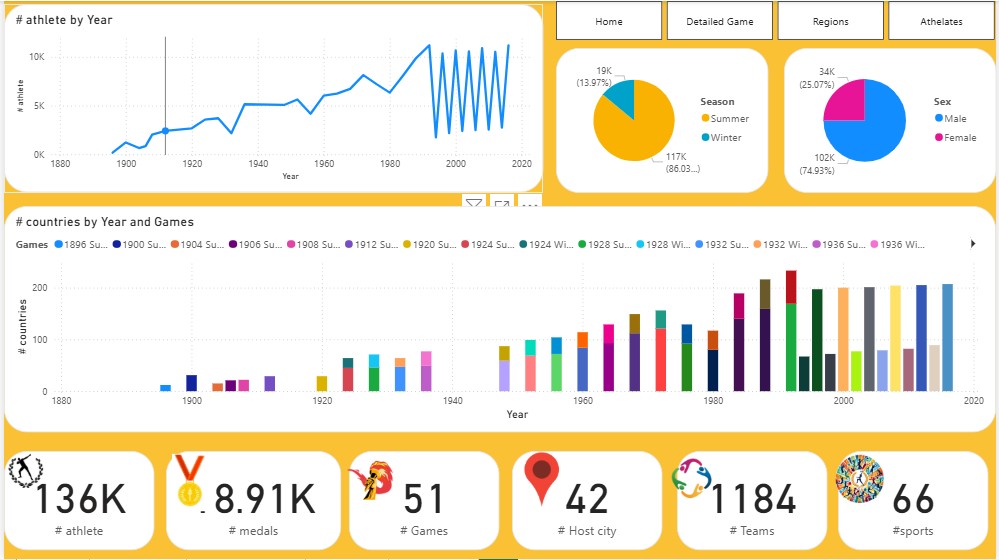 # athlete by Year
# athlete
10K
5K
0K
1880
1900
1920
1940
1960
1980
2000
2020
Year
Home
Detailed Game
Regions
Athelates
19K
(13.97%)
117K
(86.03...)
Season
Summer
Winter
34K
(25.07%)
102K
(74.93%)
Sex
Male
Female
# countries by Year and Games
Games 1896 Su... 1900 Su... 1904 Su... 1906 Su... 1908 Su... 1912 Su... 1920 Su... 1924 Su... 1924 Wi... 1928 Su... 1928 Wi... 1932 Su... 1932 Wi... 1936 Su... 1936 Wi...
# countries
200
100
0
1880
1900
1920
1940
1960
1980
2000
2020
Year
136K
# athlete
8.91K
# medals
51
# Games
42
# Host city
1184
# Teams
66
#sports